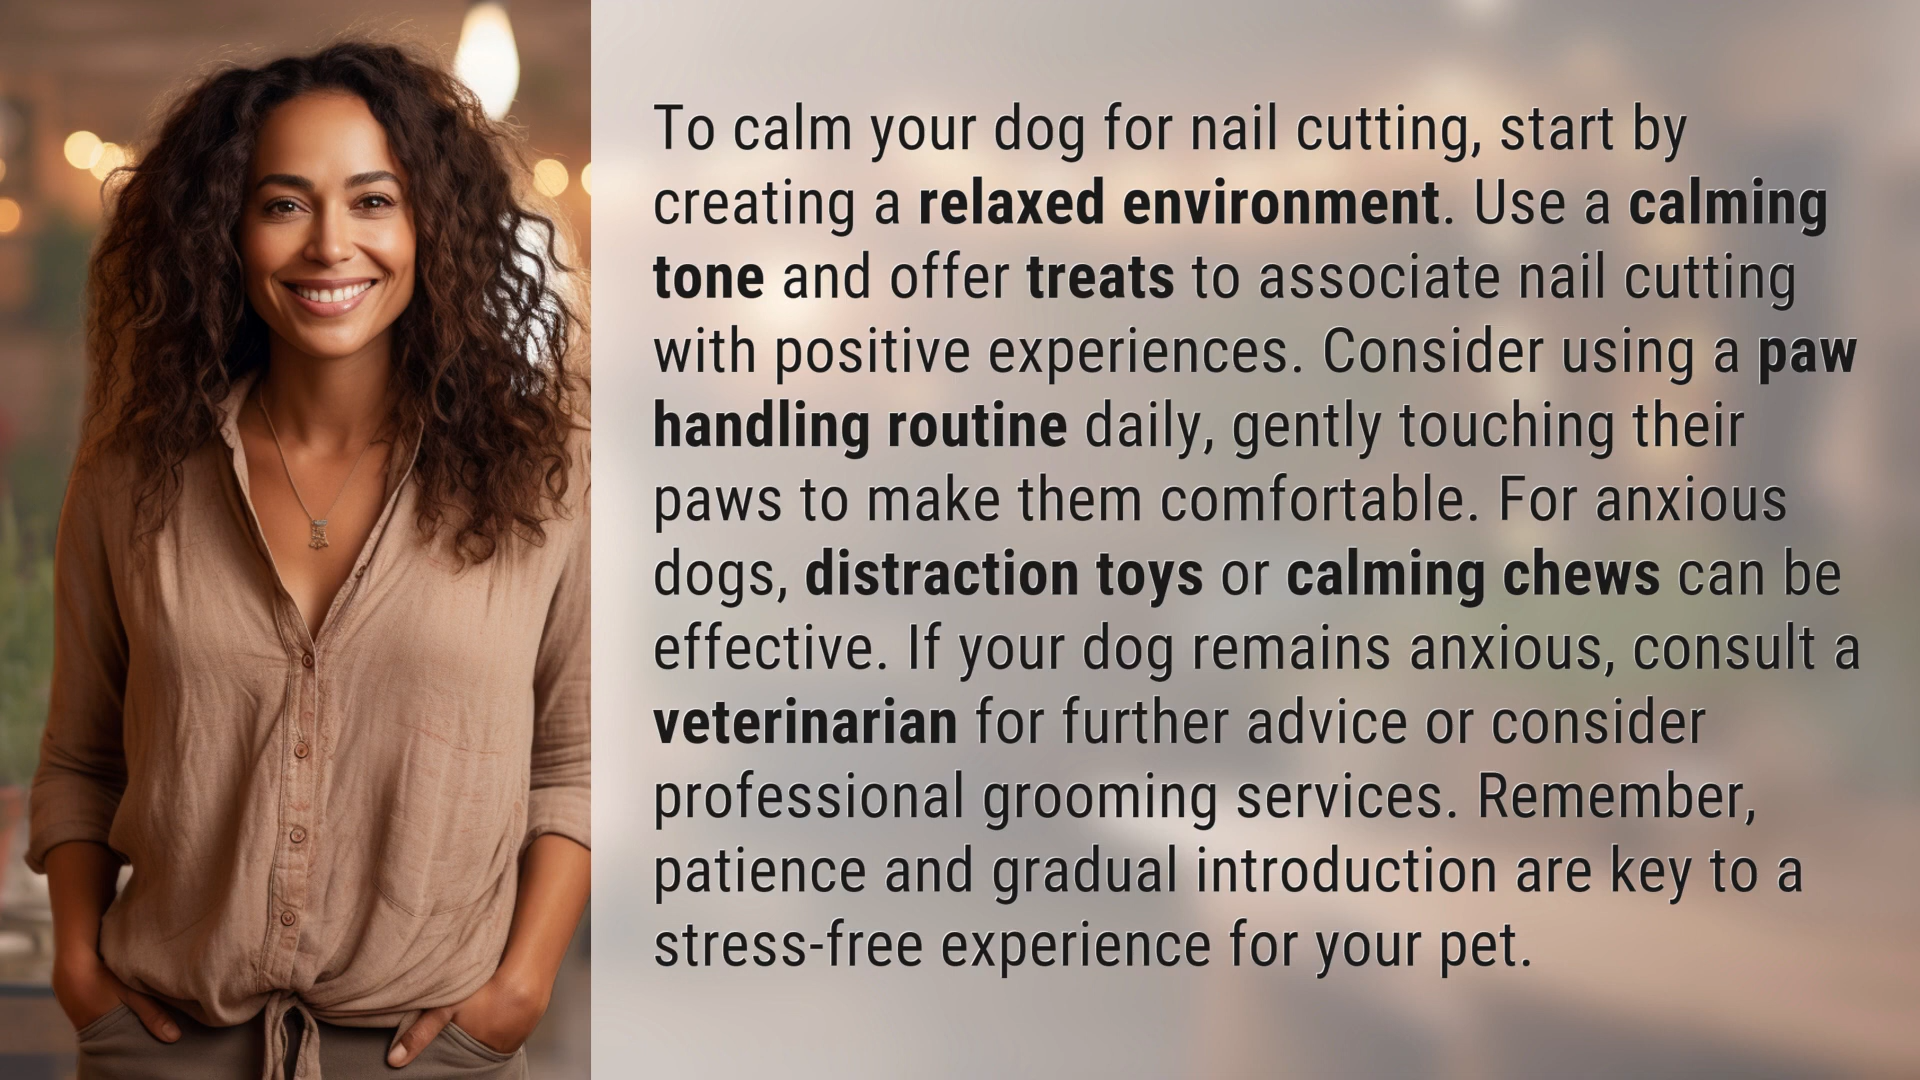 To calm your dog for nail cutting, start by
creating a relaxed environment. Use a calming
tone and offer treats to associate nail cutting
with positive experiences. Consider using a paw
handling routine daily, gently touching their
paws to make them comfortable. For anxious
dogs, distraction toys or calming chews can be
effective. If your dog remains anxious, consult a
veterinarian for further advice or consider
professional grooming services. Remember,
patience and gradual introduction are key to a
stress-free experience for your pet.